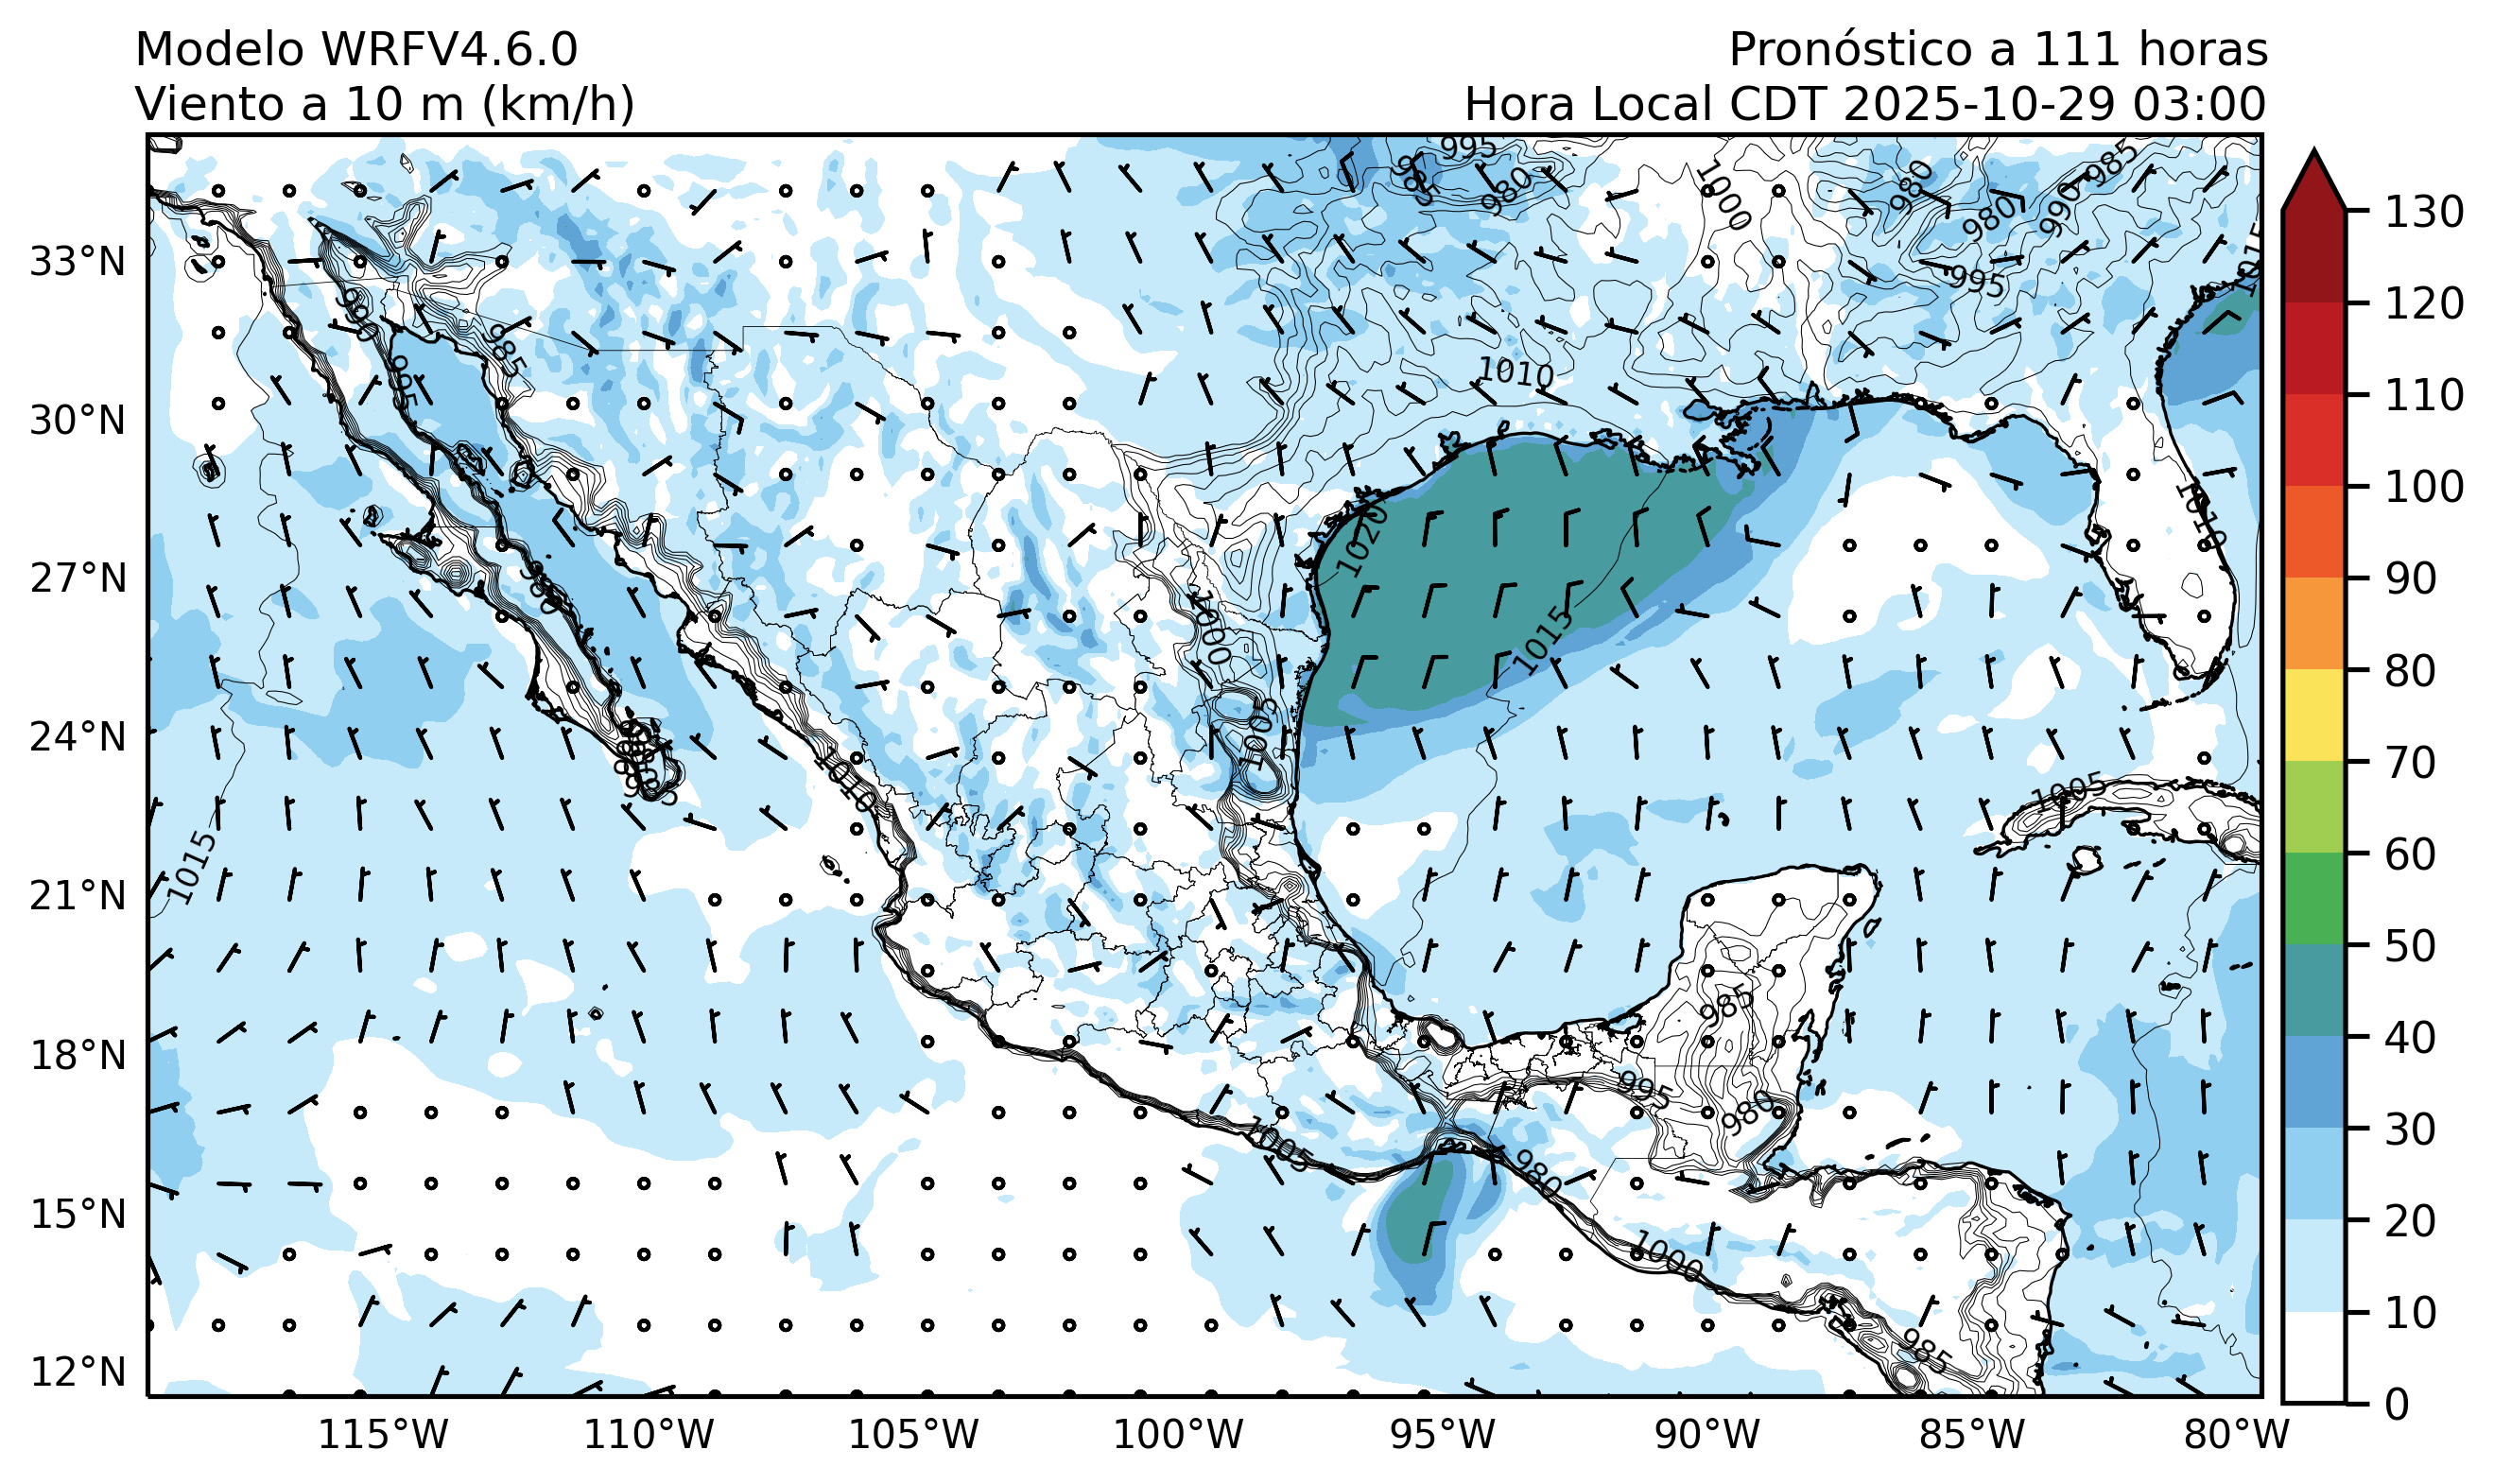 Modelo WRFV4.6.0
Viento a 10 m (km/h)
Pronóstico a 111 horas
Hora Local CDT 2025-10-29 03:00
33°N
30°N
27°N
24°N
21°N
18°N
15°N
12°N
115°W
110°W
105°W
100°W
95°W
90°W
85°W
80°W
130
120
110
100
90
80
70
60
50
40
30
20
10
0
995
985
980
1000
980
980
990
985
995
1015
990
995
985
1010
1010
1020
1015
980
1000
1005
1010
985
1015
1005
985
995
980
1005
980
1000
985